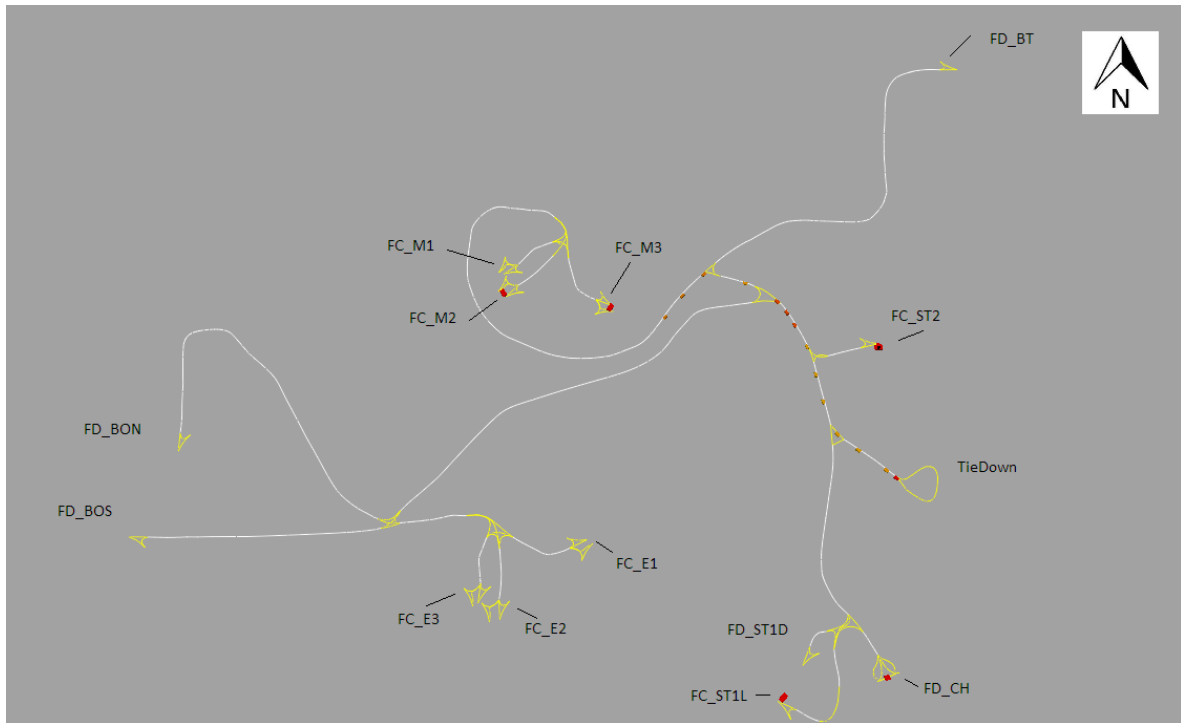 FD_BT
N
FC_M1
FC_M3
FC_M2
FC_ST2
FD_BON
TieDown
FD_BOS
FC_E1
FC_E3
FC_E2
FD_ST1D
FC_ST1L
FD_CH